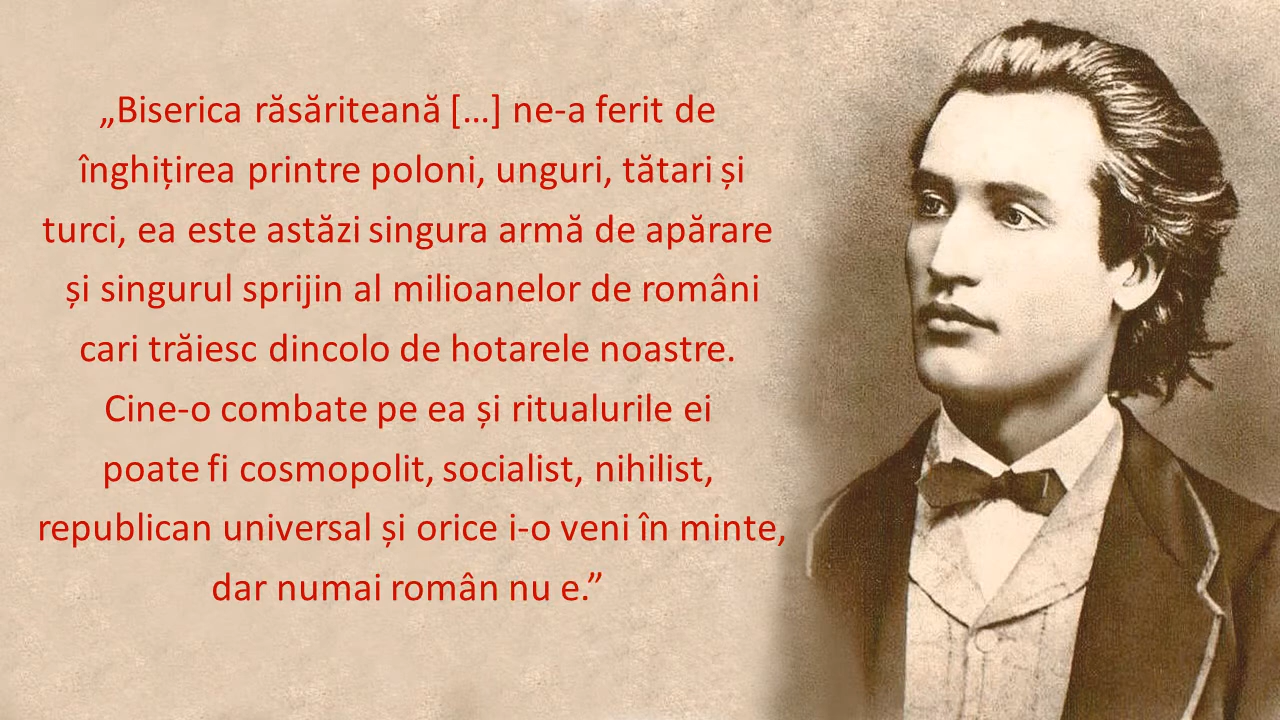 „Biserica răsăriteană [...] ne-a ferit de
înghițirea printre poloni, unguri, tătari și
turci, ea este astăzi singura armă de apărare
și singurul sprijin al milioanelor de români
cari trăiesc dincolo de hotarele noastre.
Cine-o combate pe ea și ritualurile ei
poate fi cosmopolit, socialist, nihilist,
republican universal și orice i-o veni în minte,
dar numai român nu e.”